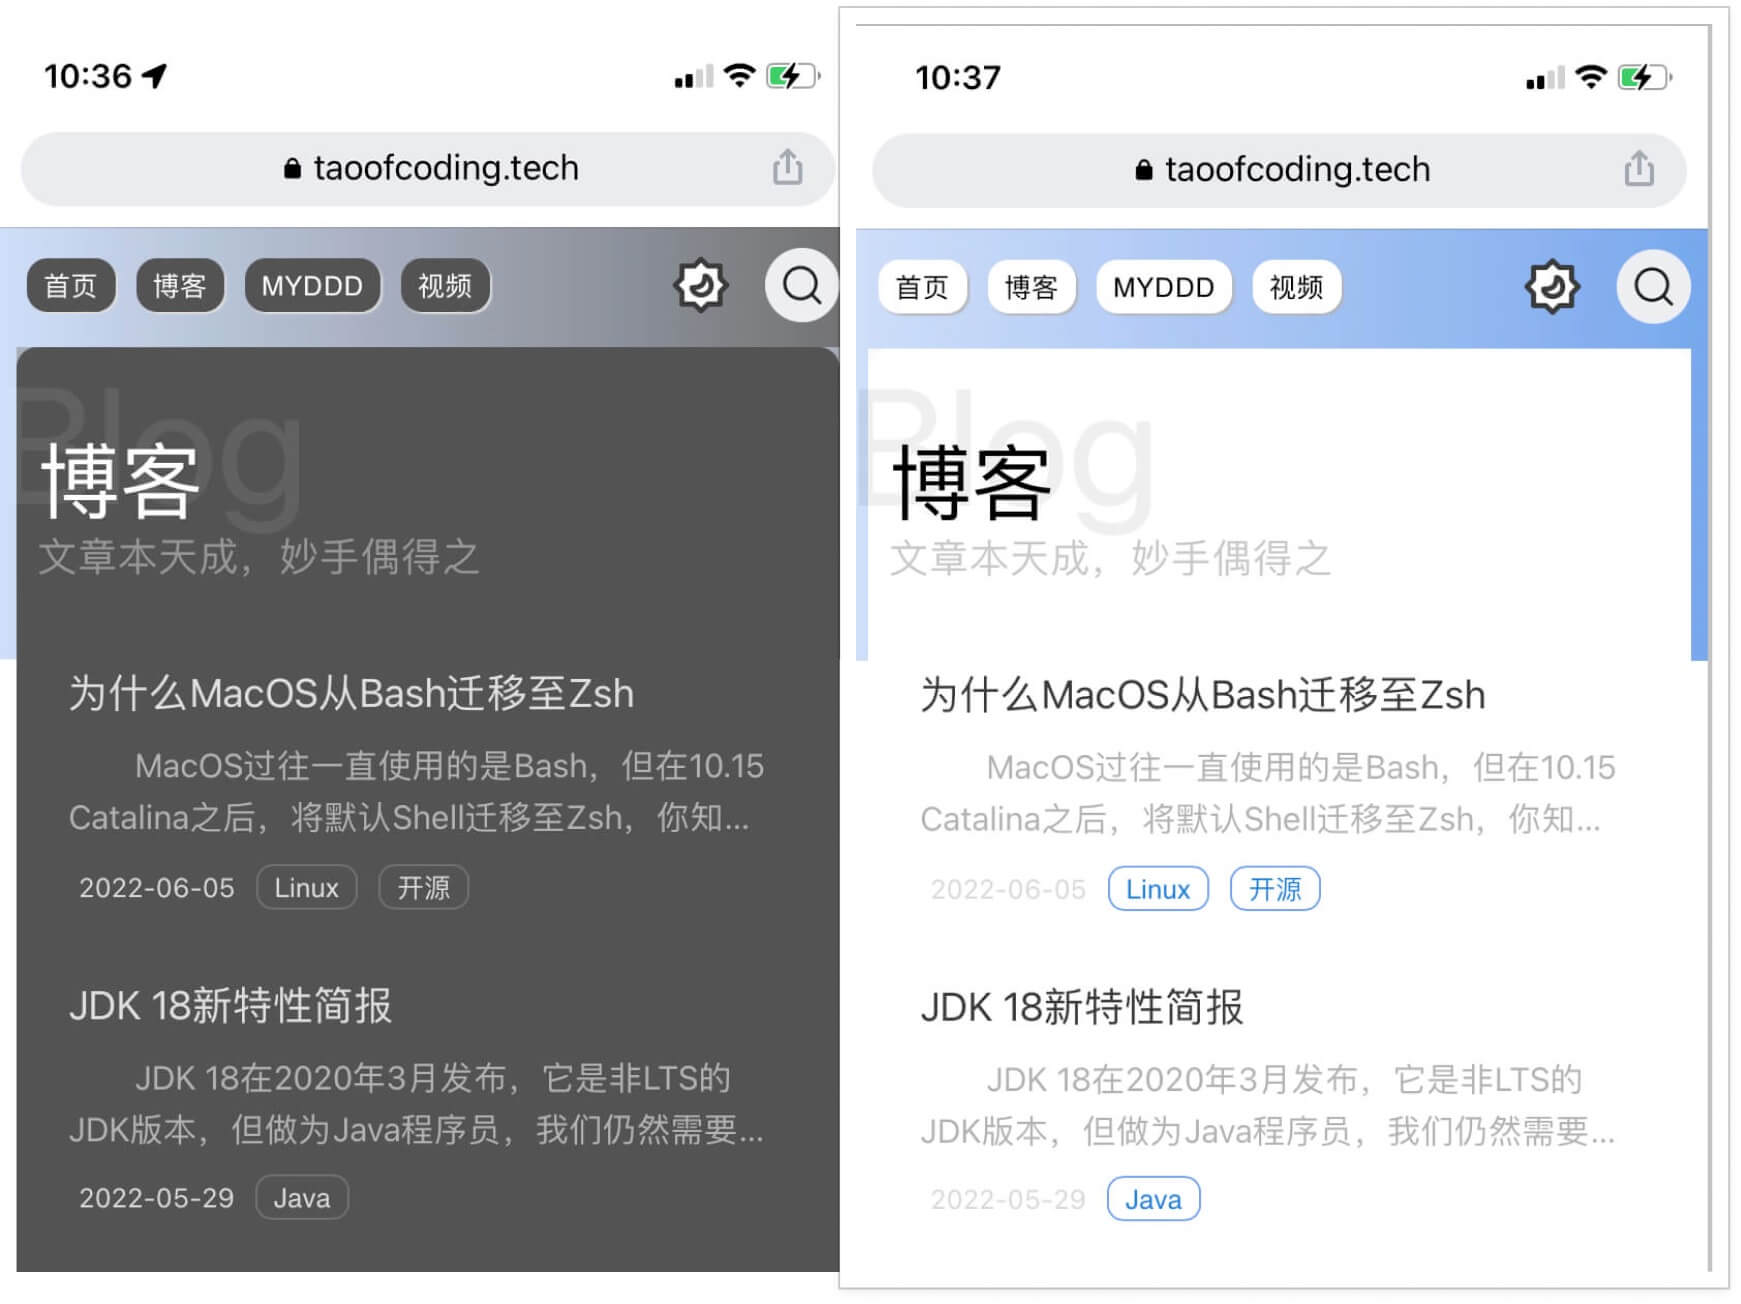 10:36
taoofcoding.tech
首页 博客 MYDDD 视频
Blog
博客
文章本天成，妙手偶得之
为什么MacOS从Bash迁移至Zsh
MacOS过往一直使用的是Bash，但在10.15
Catalina之后，将默认Shell迁移至Zsh，你知...
2022-06-05 Linux 开源
JDK 18新特性简报
JDK 18在2020年3月发布，它是非LTS的
JDK版本，但做为Java程序员，我们仍然需要...
2022-05-29 Java
10:37
taoofcoding.tech
首页 博客 MYDDD 视频
Blog
博客
文章本天成，妙手偶得之
为什么MacOS从Bash迁移至Zsh
MacOS过往一直使用的是Bash，但在10.15
Catalina之后，将默认Shell迁移至Zsh，你知...
2022-06-05 Linux 开源
JDK 18新特性简报
JDK 18在2020年3月发布，它是非LTS的
JDK版本，但做为Java程序员，我们仍然需要...
2022-05-29 Java